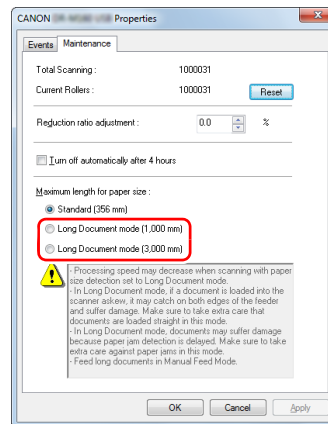 CANON Properties
Events Maintenance
Total Scanning : 1000031
Current Rollers : 1000031 Reset
Reduction ratio adjustment : 0.0 %
Turn off automatically after 4 hours
Maximum length for paper size :
Standard (356 mm)
Long Document mode (1,000 mm)
Long Document mode (3,000 mm)
- Processing speed may decrease when scanning with paper
size detection set to Long Document mode.
- In Long Document mode, if a document is loaded into the
scanner askew, it may catch on both edges of the feeder
and suffer damage. Make sure to take extra care that
documents are loaded straight in this mode.
- In Long Document mode, documents may suffer damage
because paper jam detection is delayed. Make sure to take
extra care against paper jams in this mode.
- Feed long documents in Manual Feed Mode.
OK Cancel Apply